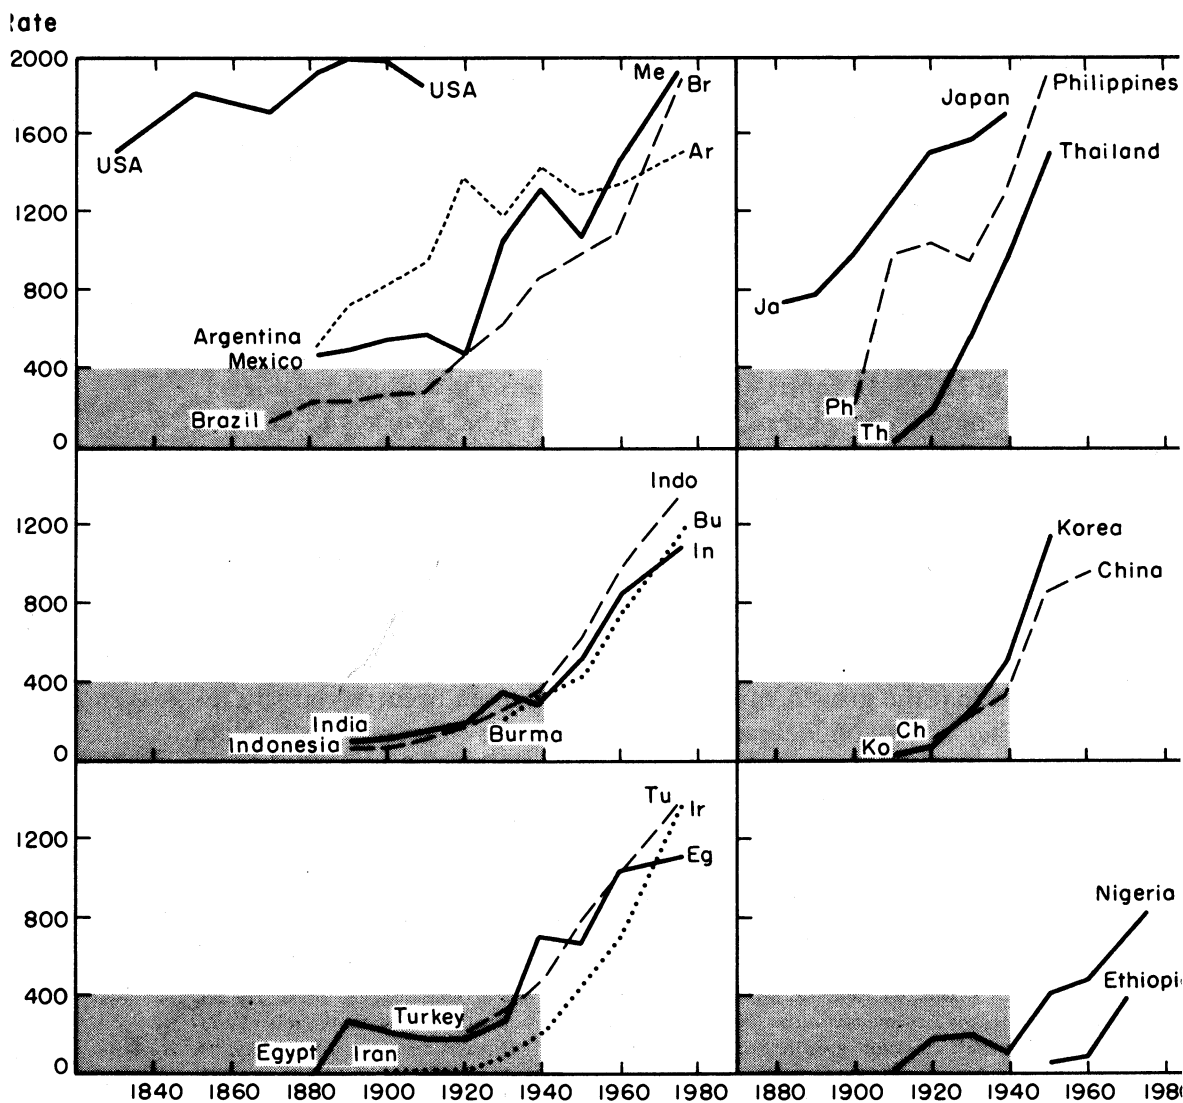 Rate
2000
1600
1200
800
400
0
USA
USA
Me
Br
Ar
Argentina
Mexico
Brazil
1840 1860 1880 1900 1920 1940 1960 1980
Japan
Philippines
Thailand
Ja
Ph
Th
1200
800
400
0
Indo
Bu
In
India
Indonesia
Burma
Korea
China
Ch
Ko
1200
800
400
0
Tu
Ir
Eg
Turkey
Egypt
Iran
Nigeria
Ethiopi
1880 1900 1920 1940 1960 198